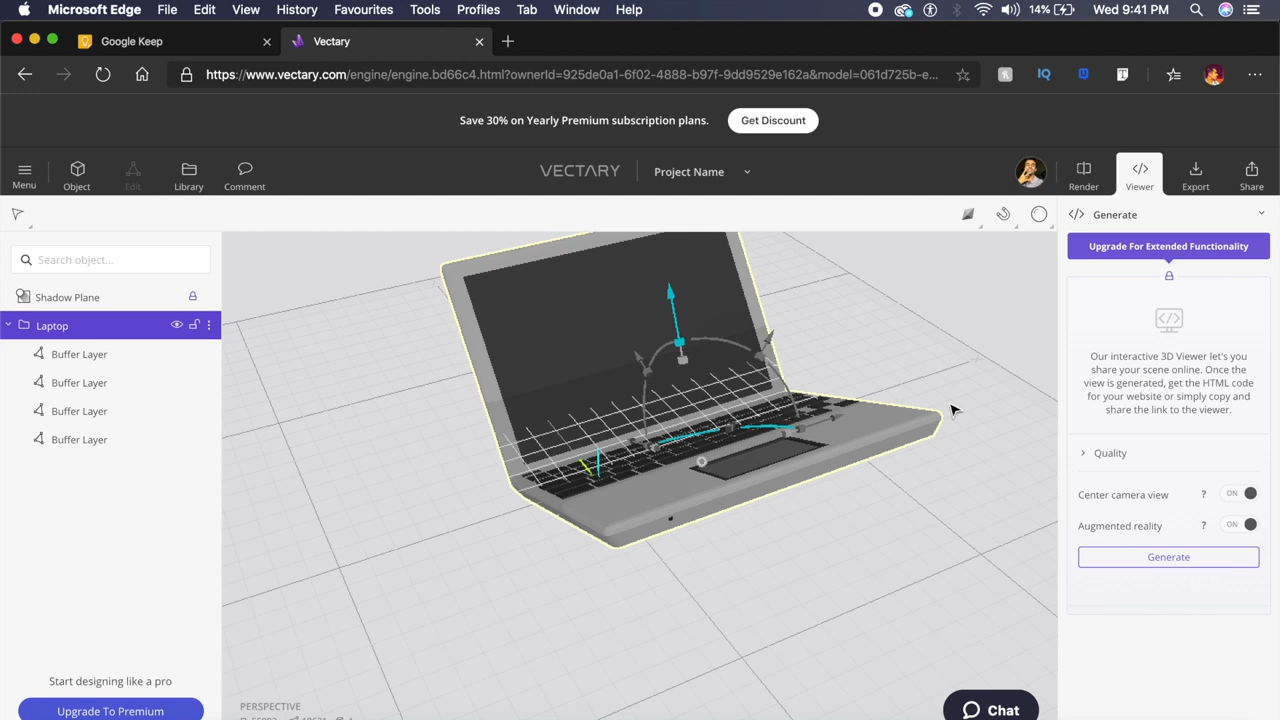 Microsoft Edge File Edit View History Favourites Tools Profiles Tab Window Help 14% Wed 9:41 PM
Google Keep Vectary
https://www.vectary.com/engine/engine.bd66c4.html?ownerId=925de0a1-6f02-4888-b97f-9dd9529e162a&model=061d725b-e...
Save 30% on Yearly Premium subscription plans. Get Discount
Menu Object Edit Library Comment VECTARY Project Name Render Viewer Export Share
Generate
Search object...
Upgrade For Extended Functionality
Shadow Plane
Laptop
Buffer Layer
Buffer Layer
Buffer Layer
Buffer Layer
Our interactive 3D Viewer let's you
share your scene online. Once the
view is generated, get the HTML code
for your website or simply copy and
share the link to the viewer.
Quality
Center camera view ? ON
Augmented reality ? ON
Generate
Start designing like a pro
Upgrade To Premium
PERSPECTIVE
Chat